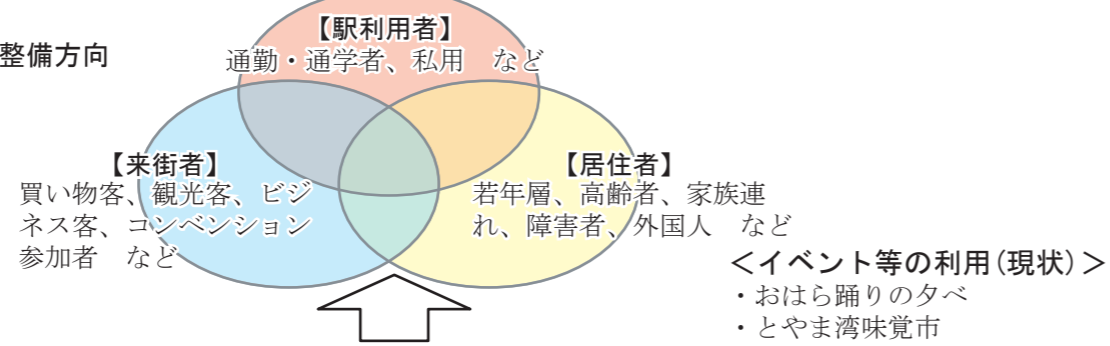 【駅利用者】
整備方向
通勤・通学者、私用　など
【来街者】
買い物客、観光客、ビジ
ネス客、コンベンション
参加者　など
【居住者】
若年層、高齢者、家族連
れ、障害者、外国人　など
＜イベント等の利用(現状)＞
・おはら踊りの夕べ
・とやま湾味覚市